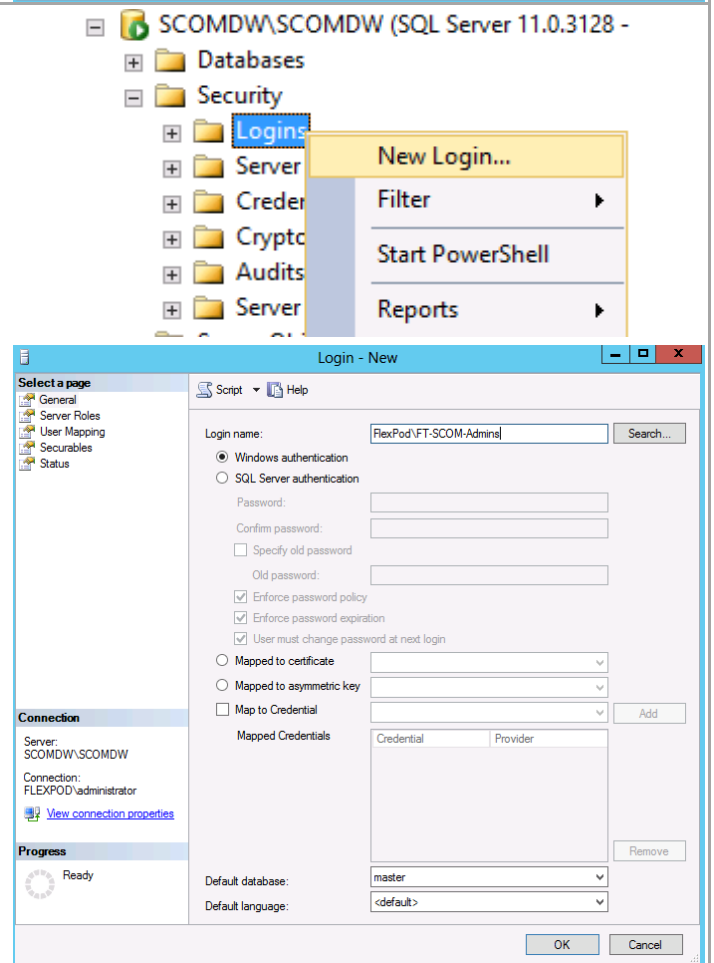 SCOMDW\SCOMDW (SQL Server 11.0.3128 -
Databases
Security
Logins
New Login...
Server
Filter
Creden
Crypto
Start PowerShell
Audits
Server
Reports
Login - New
Select a page
General
Server Roles
User Mapping
Securables
Status
Script Help
Login name: FlexPod\FT-SCOM-Admins Search...
Windows authentication
SQL Server authentication
Password:
Confirm password:
Specify old password
Old password:
Enforce password policy
Enforce password expiration
User must change password at next login
Mapped to certificate
Mapped to asymmetric key
Map to Credential Add
Mapped Credentials Credential Provider
Remove
Default database: master
Default language: <default>
Connection
Server:
SCOMDW\SCOMDW
Connection:
FLEXPOD\administrator
View connection properties
Progress
Ready
OK Cancel